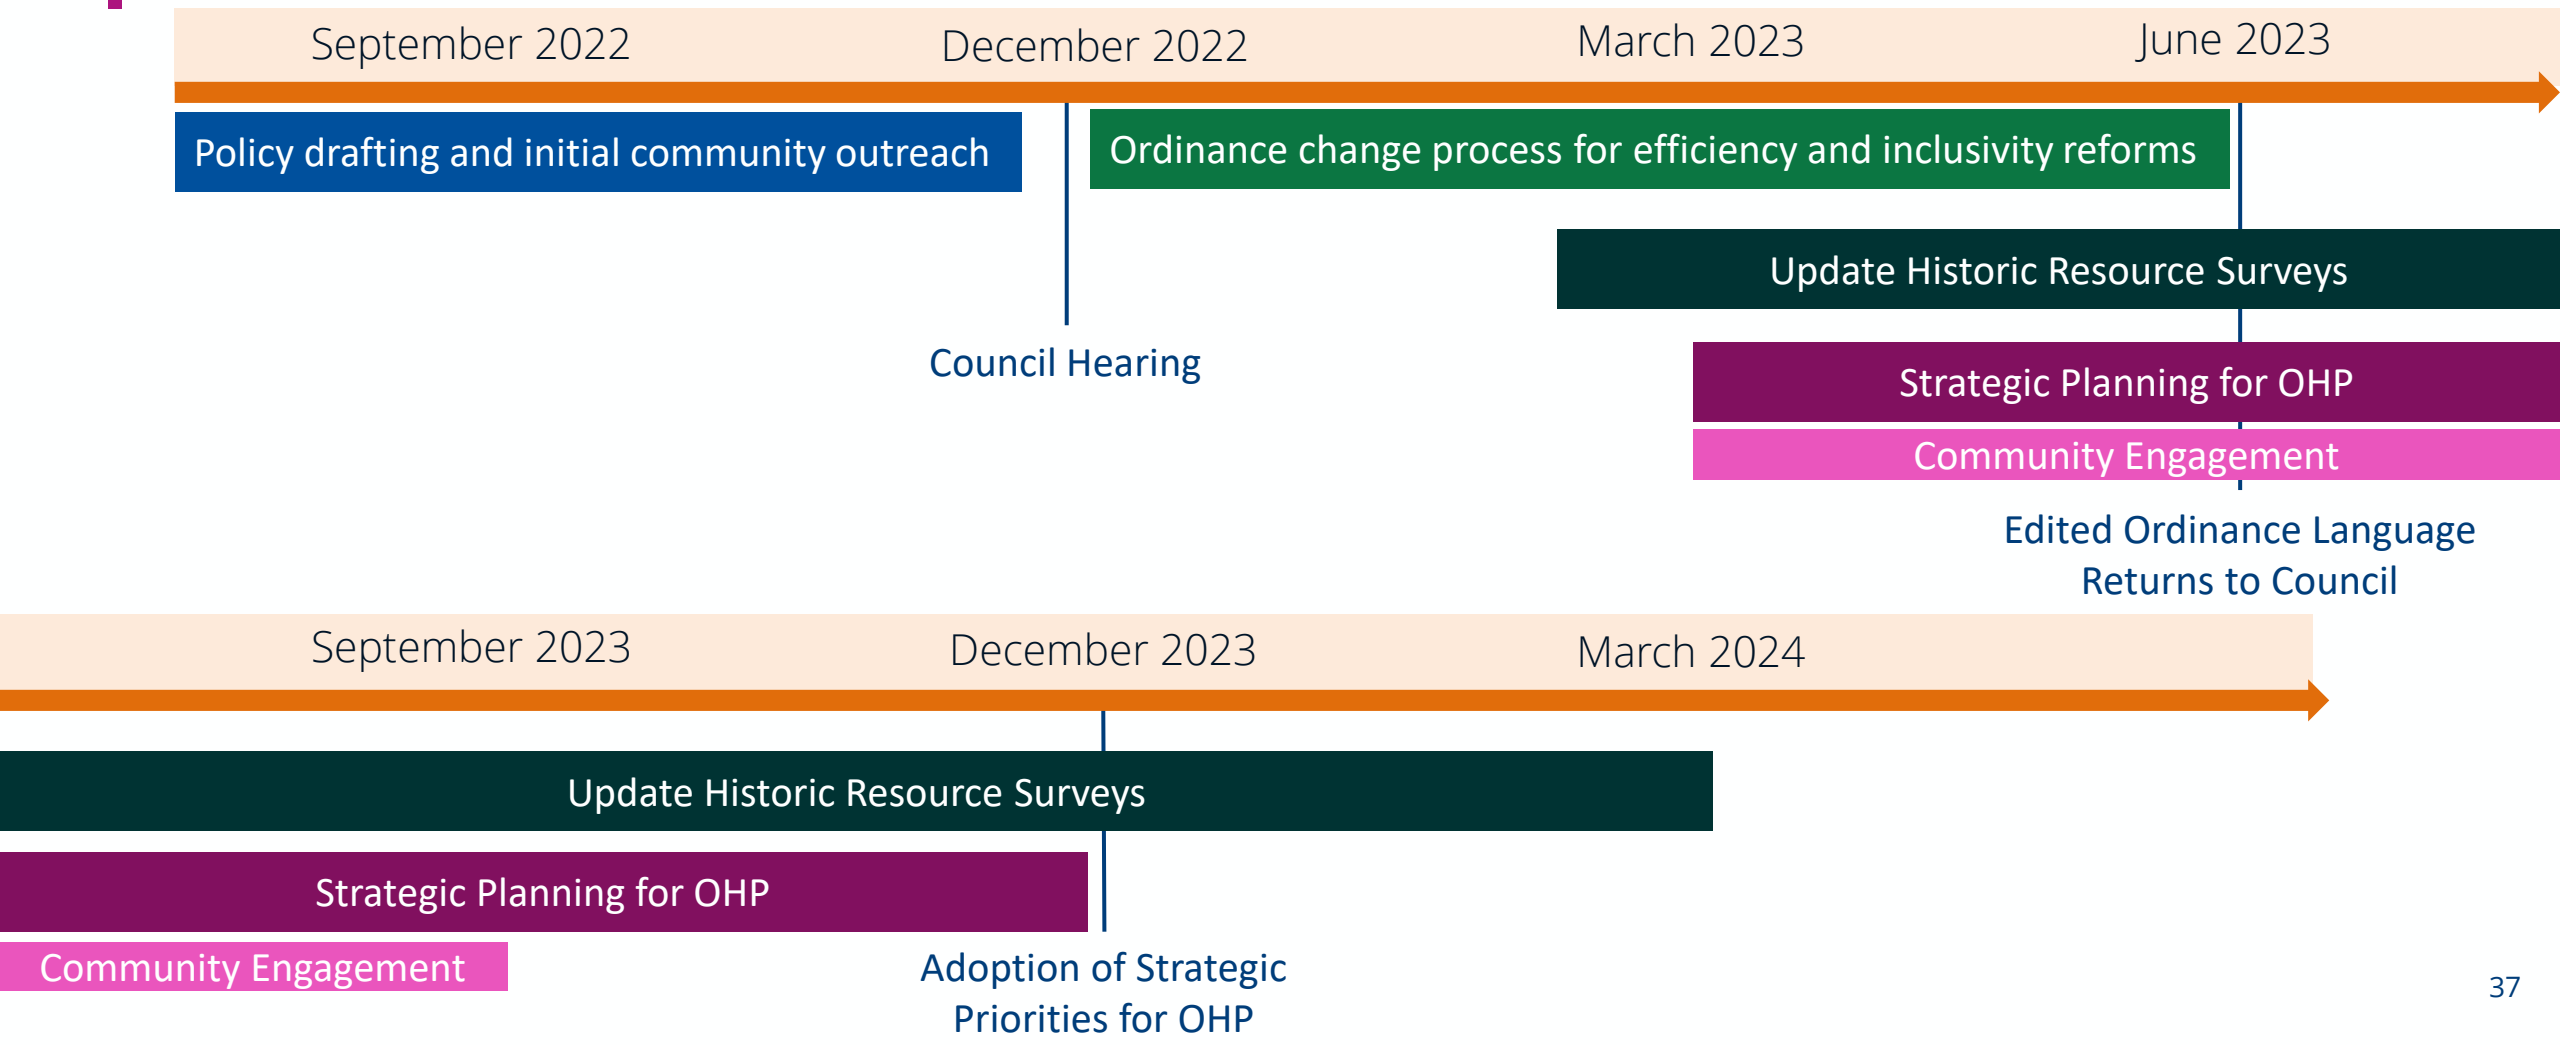 September 2022
December 2022
March 2023
June 2023
Policy drafting and initial community outreach
Ordinance change process for efficiency and inclusivity reforms
Update Historic Resource Surveys
Council Hearing
Strategic Planning for OHP
Community Engagement
Edited Ordinance Language
Returns to Council
September 2023
December 2023
March 2024
Update Historic Resource Surveys
Strategic Planning for OHP
Community Engagement
Adoption of Strategic
Priorities for OHP
37